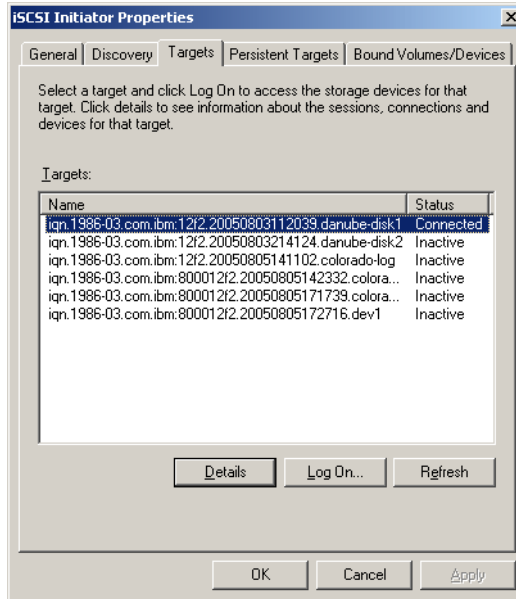 iSCSI Initiator Properties
General Discovery Targets Persistent Targets Bound Volumes/Devices
Select a target and click Log On to access the storage devices for that
target. Click details to see information about the sessions, connections and
devices for that target.
Targets:
Name Status
iqn.1986-03.com.ibm:12f2.20050803112039.danube-disk1 Connected
iqn.1986-03.com.ibm:12f2.20050803214124.danube-disk2 Inactive
iqn.1986-03.com.ibm:12f2.20050805141102.colorado-log Inactive
iqn.1986-03.com.ibm:800012f2.20050805142332.colora... Inactive
iqn.1986-03.com.ibm:800012f2.20050805171739.colora... Inactive
iqn.1986-03.com.ibm:800012f2.20050805172716.dev1 Inactive
Details Log On... Refresh
OK Cancel Apply